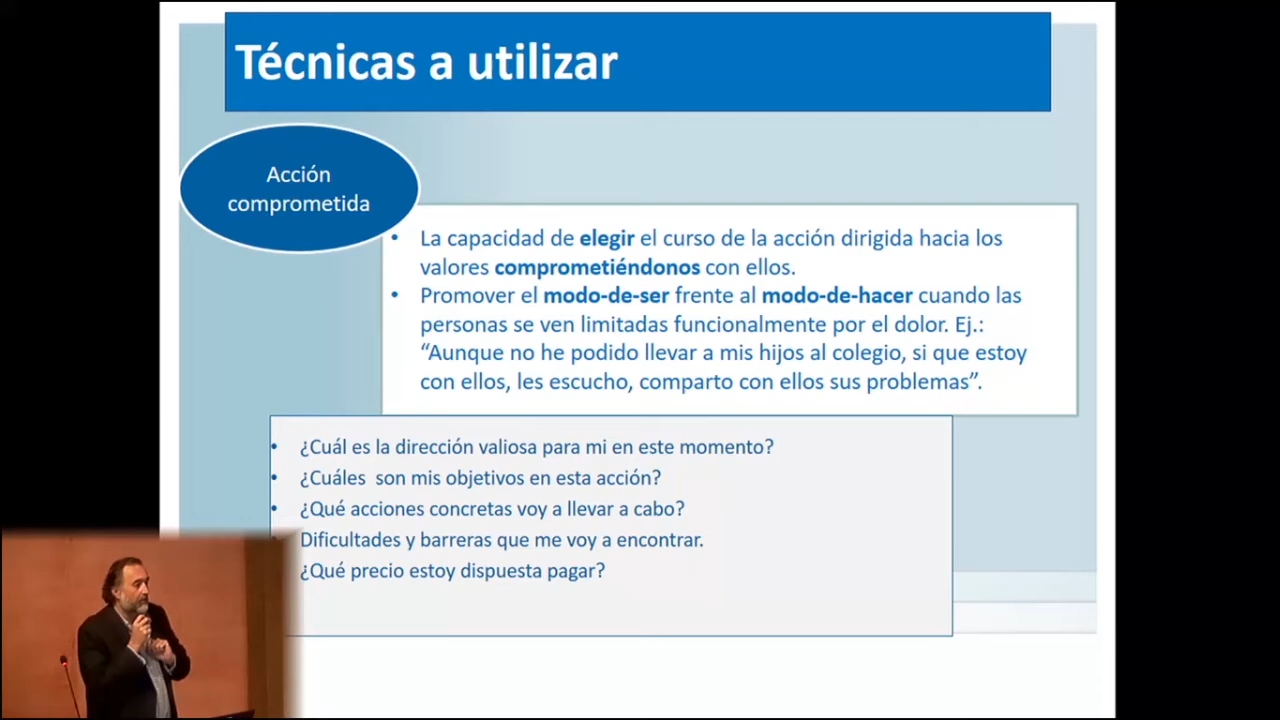 Técnicas a utilizar
Acción
comprometida
• La capacidad de elegir el curso de la acción dirigida hacia los
valores comprometiéndonos con ellos.
• Promover el modo-de-ser frente al modo-de-hacer cuando las
personas se ven limitadas funcionalmente por el dolor. Ej.:
“Aunque no he podido llevar a mis hijos al colegio, si que estoy
con ellos, les escucho, comparto con ellos sus problemas”.
• ¿Cuál es la dirección valiosa para mi en este momento?
• ¿Cuáles son mis objetivos en esta acción?
• ¿Qué acciones concretas voy a llevar a cabo?
• Dificultades y barreras que me voy a encontrar.
¿Qué precio estoy dispuesta pagar?